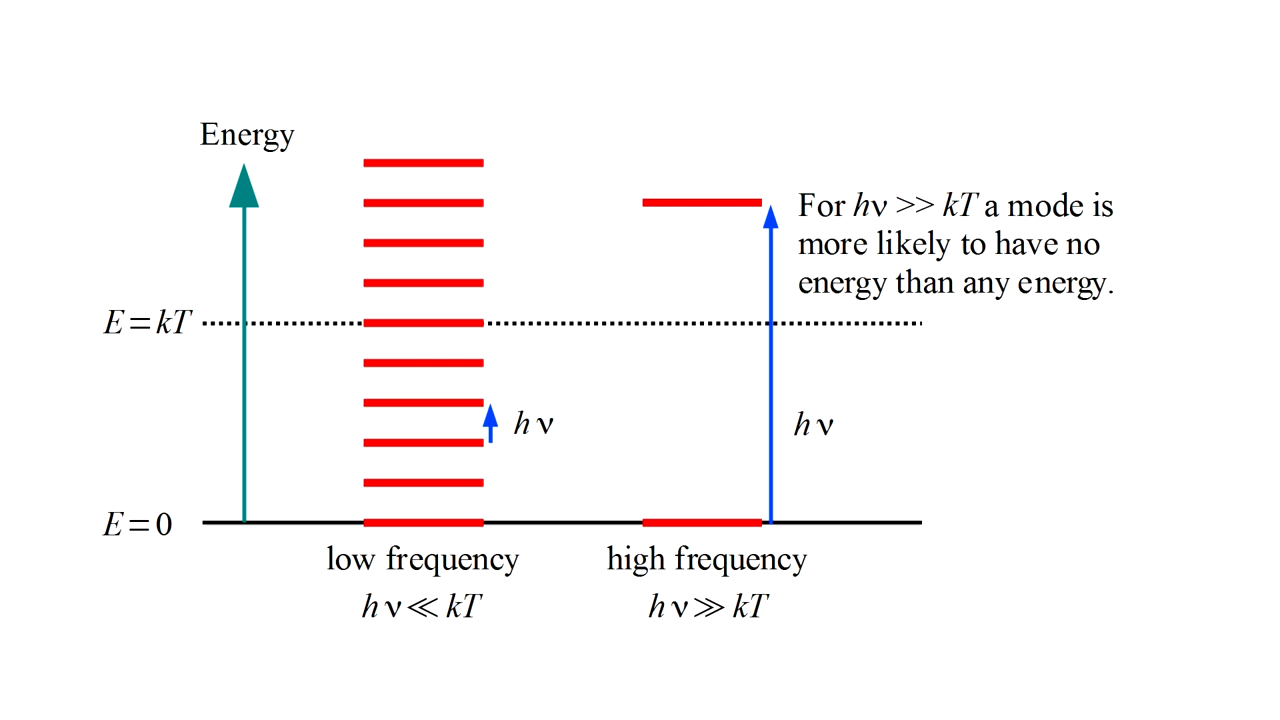 Energy
For hν >> kT a mode is
more likely to have no
energy than any energy.
E = kT
hν
hν
E = 0
low frequency
hν ≪ kT
high frequency
hν ≫ kT